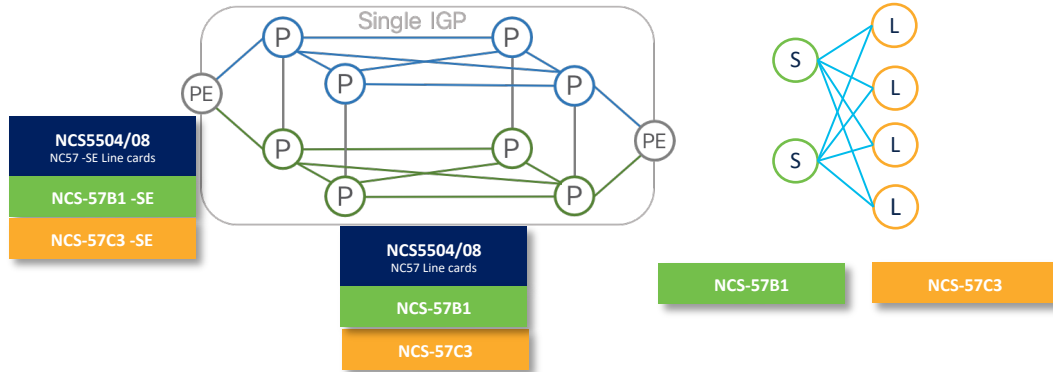 Single IGP
P
P
P
P
PE
P
P
P
P
PE
NCS5504/08
NC57 -SE Line cards
NCS-57B1 -SE
NCS-57C3 -SE
NCS5504/08
NC57 Line cards
NCS-57B1
NCS-57C3
S
S
L
L
L
L
NCS-57B1
NCS-57C3